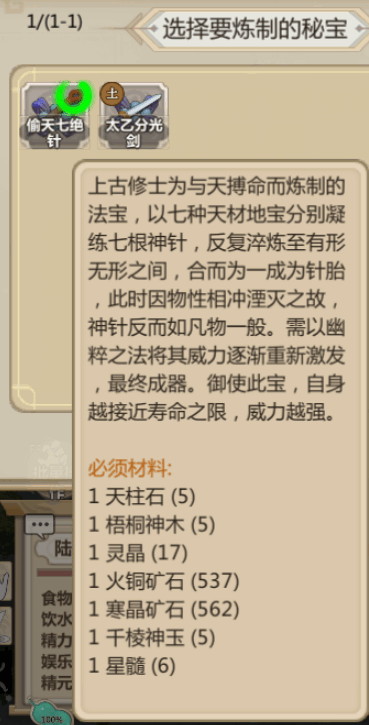 1/(1-1)
选择要炼制的秘宝
土
偷天七绝
针
太乙分光
剑
上古修士为与天搏命而炼制的
法宝，以七种天材地宝分别凝
练七根神针，反复淬炼至有形
无形之间，合而为一成为针胎
，此时因物性相冲湮灭之故，
神针反而如凡物一般。需以幽
粹之法将其威力逐渐重新激发
，最终成器。御使此宝，自身
越接近寿命之限，威力越强。
必须材料:
1 天柱石 (5)
1 梧桐神木 (5)
1 灵晶 (17)
1 火铜矿石 (537)
1 寒晶矿石 (562)
1 千棱神玉 (5)
1 星髓 (6)
陆
食物
饮水
精力
娱乐
精元
100%